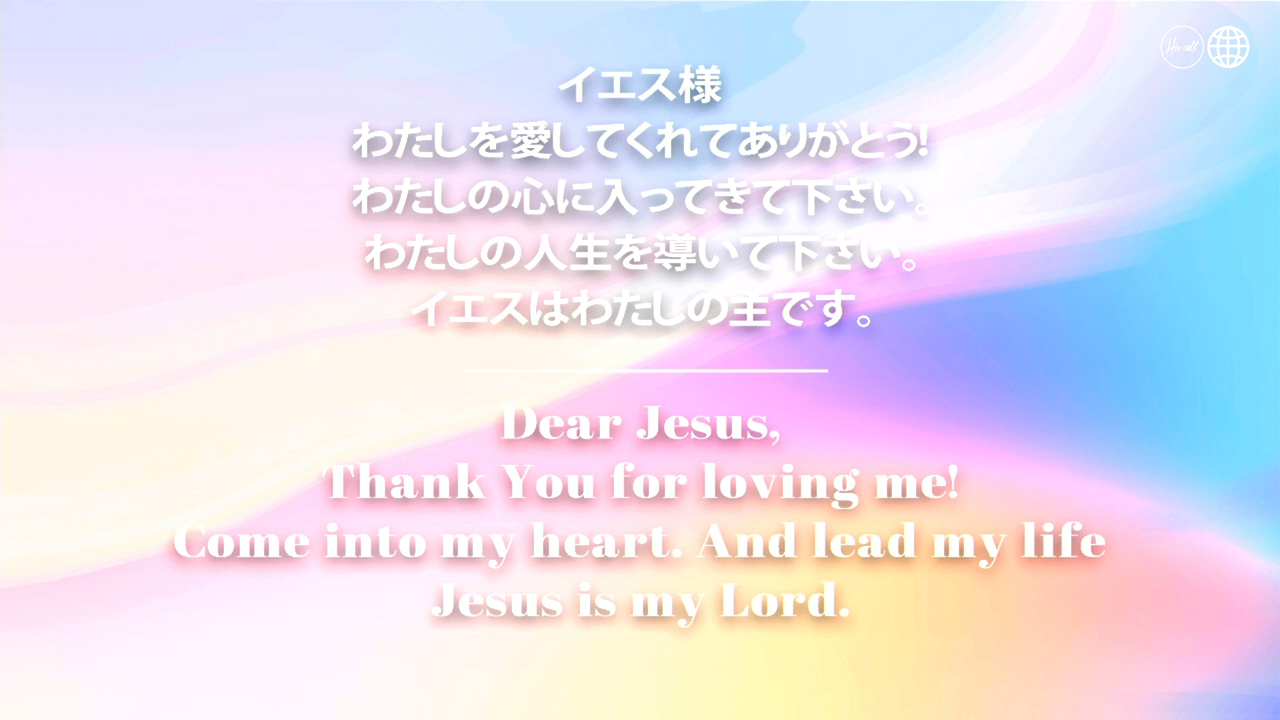 イエス様
わたしを愛してくれてありがとう!
わたしの心に入ってきて下さい。
わたしの人生を導いて下さい。
イエスはわたしの主です。
Dear Jesus,
Thank You for loving me!
Come into my heart. And lead my life
Jesus is my Lord.